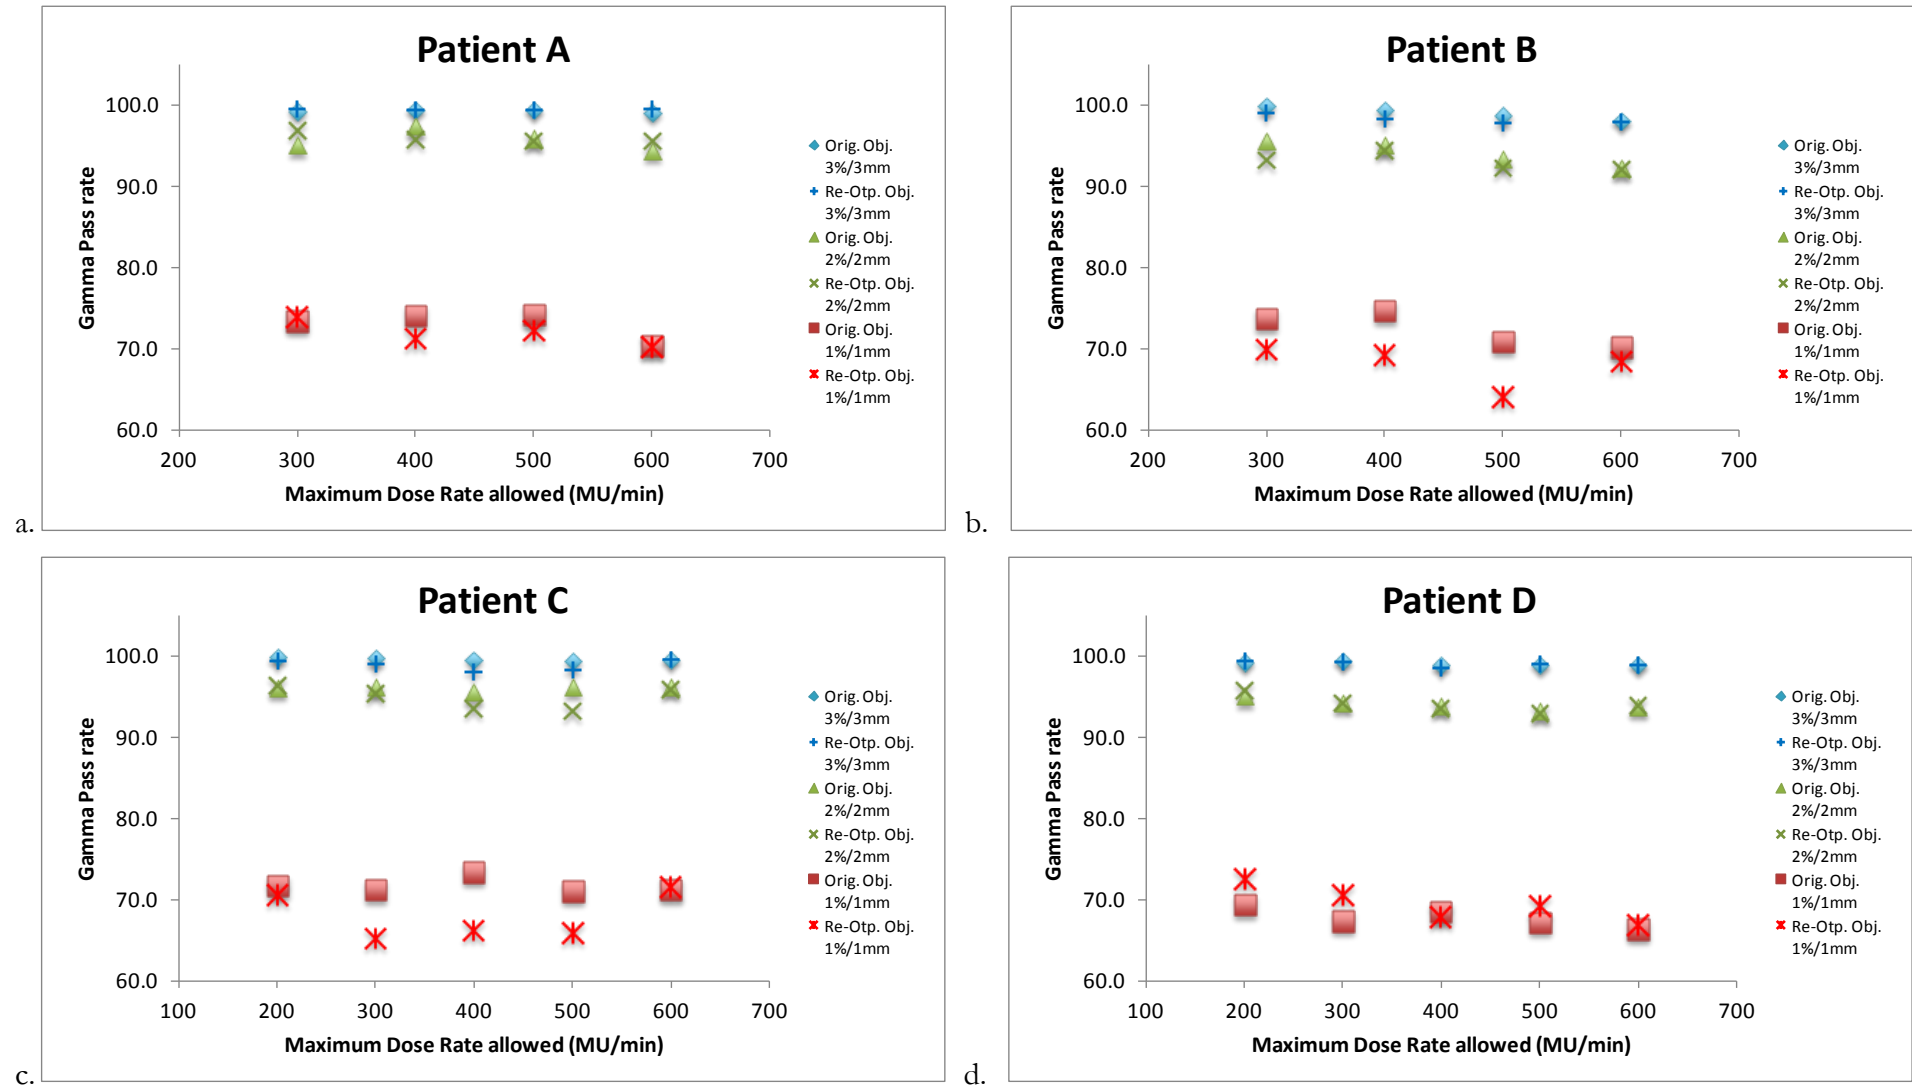 Patient A
100.0
90.0
80.0
70.0
60.0
200 300 400 500 600 700
Gamma Pass rate
Maximum Dose Rate allowed (MU/min)
Orig. Obj.
3%/3mm
Re-Otp. Obj.
3%/3mm
Orig. Obj.
2%/2mm
Re-Otp. Obj.
2%/2mm
Orig. Obj.
1%/1mm
Re-Otp. Obj.
1%/1mm
a.
Patient B
100.0
90.0
80.0
70.0
60.0
200 300 400 500 600 700
Gamma Pass rate
Maximum Dose Rate allowed (MU/min)
Orig. Obj.
3%/3mm
Re-Otp. Obj.
3%/3mm
Orig. Obj.
2%/2mm
Re-Otp. Obj.
2%/2mm
Orig. Obj.
1%/1mm
Re-Otp. Obj.
1%/1mm
b.
Patient C
100.0
90.0
80.0
70.0
60.0
100 200 300 400 500 600 700
Gamma Pass rate
Maximum Dose Rate allowed (MU/min)
Orig. Obj.
3%/3mm
Re-Otp. Obj.
3%/3mm
Orig. Obj.
2%/2mm
Re-Otp. Obj.
2%/2mm
Orig. Obj.
1%/1mm
Re-Otp. Obj.
1%/1mm
c.
Patient D
100.0
90.0
80.0
70.0
60.0
100 200 300 400 500 600 700
Gamma Pass rate
Maximum Dose Rate allowed (MU/min)
Orig. Obj.
3%/3mm
Re-Otp. Obj.
3%/3mm
Orig. Obj.
2%/2mm
Re-Otp. Obj.
2%/2mm
Orig. Obj.
1%/1mm
Re-Otp. Obj.
1%/1mm
d.